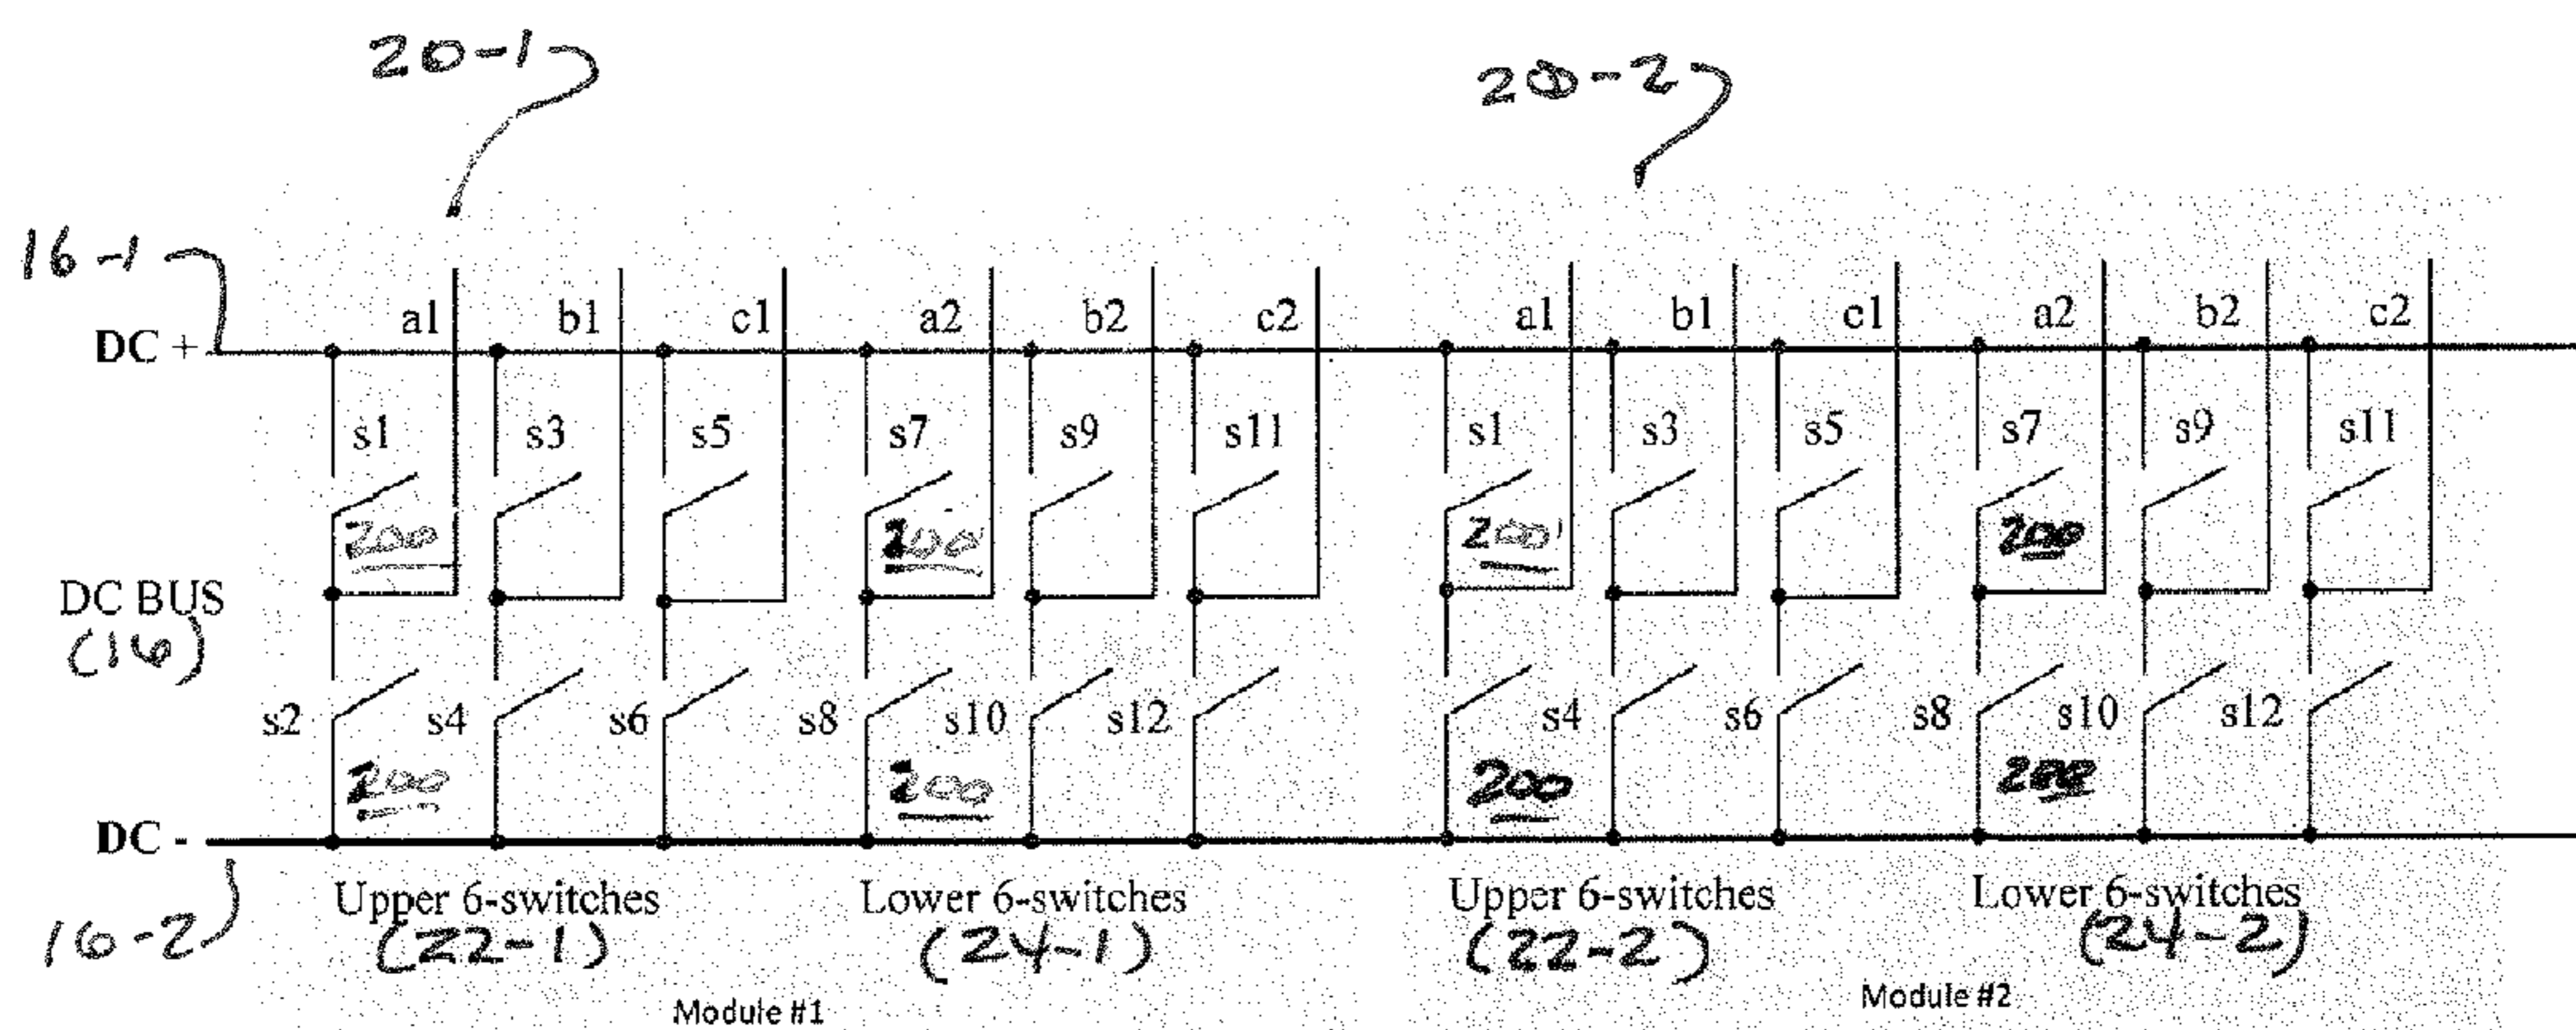 20-1
20-2
16-1
a1 b1 c1 a2 b2 c2 a1 b1 c1 a2 b2 c2
DC +
s1 s3 s5 s7 s9 s11 s1 s3 s5 s7 s9 s11
200 200 200 200
DC BUS
(16)
s2 s4 s6 s8 s10 s12 s4 s6 s8 s10 s12
200 200 200 200
DC -
Upper 6-switches Lower 6-switches Upper 6-switches Lower 6-switches
16-2 (22-1) (24-1) (22-2) (24-2)
Module #1 Module #2